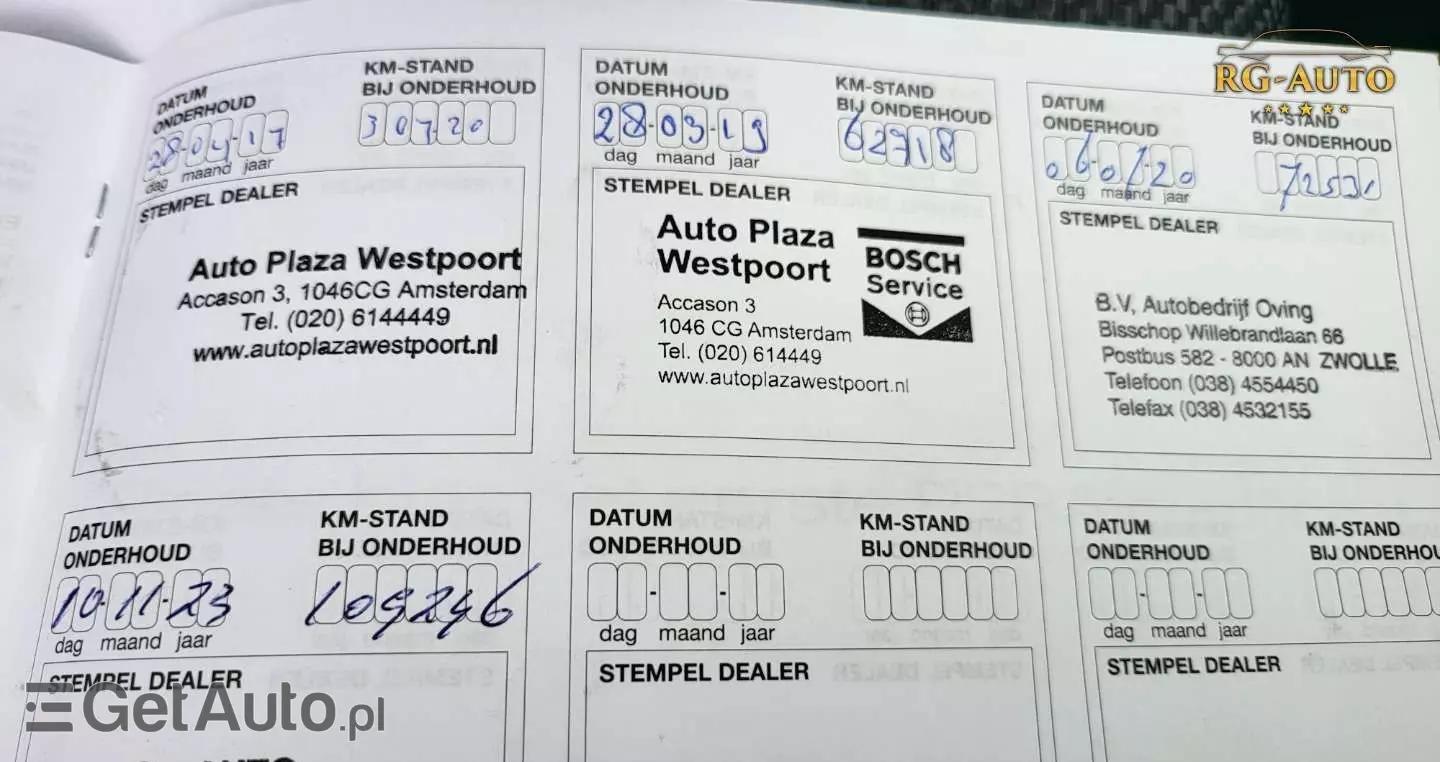 RG-AUTO
DATUM
ONDERHOUD
28-04-17
dag maand jaar
KM-STAND
BIJ ONDERHOUD
30720
STEMPEL DEALER
Auto Plaza Westpoort
Accason 3, 1046CG Amsterdam
Tel. (020) 6144449
www.autoplazawestpoort.nl
DATUM
ONDERHOUD
28-03-19
dag maand jaar
KM-STAND
BIJ ONDERHOUD
62718
STEMPEL DEALER
Auto Plaza
Westpoort
BOSCH
Service
Accason 3
1046 CG Amsterdam
Tel. (020) 614449
www.autoplazawestpoort.nl
DATUM
ONDERHOUD
dag maand jaar
KM-STAND
BIJ ONDERHOUD
STEMPEL DEALER
B.V, Autobedrijf Oving
Bisschop Willebrandlaan 66
Postbus 582 - 8000 AN ZWOLLE
Telefoon (038) 4554450
Telefax (038) 4532155
DATUM
ONDERHOUD
10-11-23
dag maand jaar
KM-STAND
BIJ ONDERHOUD
109246
STEMPEL DEALER
DATUM
ONDERHOUD
dag maand jaar
KM-STAND
BIJ ONDERHOUD
STEMPEL DEALER
DATUM
ONDERHOUD
dag maand jaar
KM-STAND
BIJ ONDERHOU
STEMPEL DEALER
GetAuto.pl